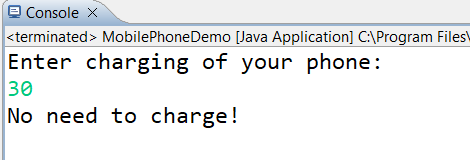 Console
<terminated> MobilePhoneDemo [Java Application] C:\Program Files\
Enter charging of your phone:
30
No need to charge!